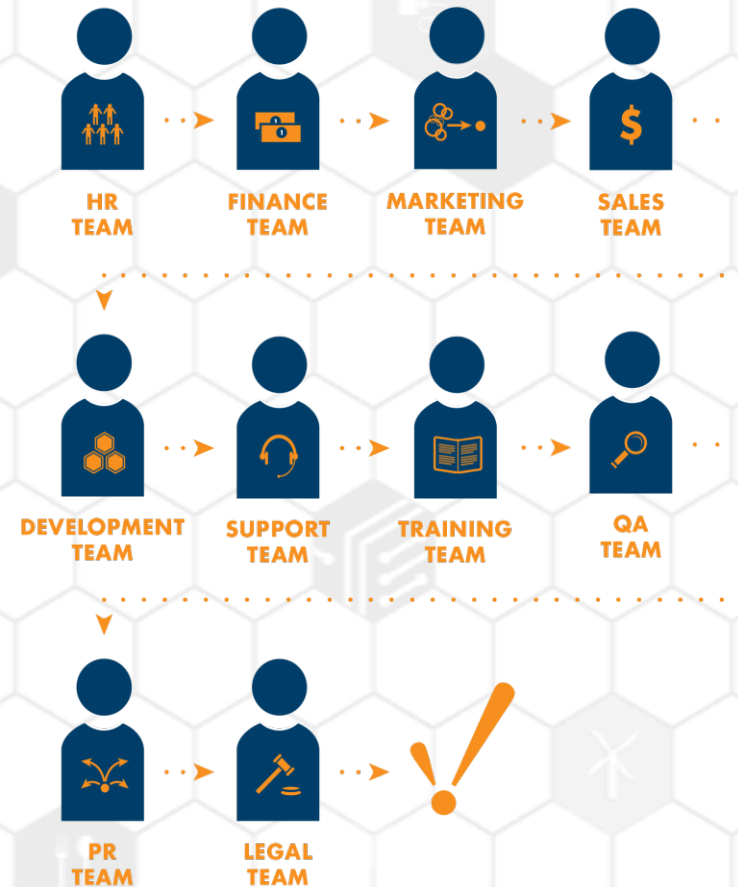 HR
TEAM
FINANCE
TEAM
MARKETING
TEAM
$
SALES
TEAM
DEVELOPMENT
TEAM
SUPPORT
TEAM
TRAINING
TEAM
QA
TEAM
PR
TEAM
LEGAL
TEAM